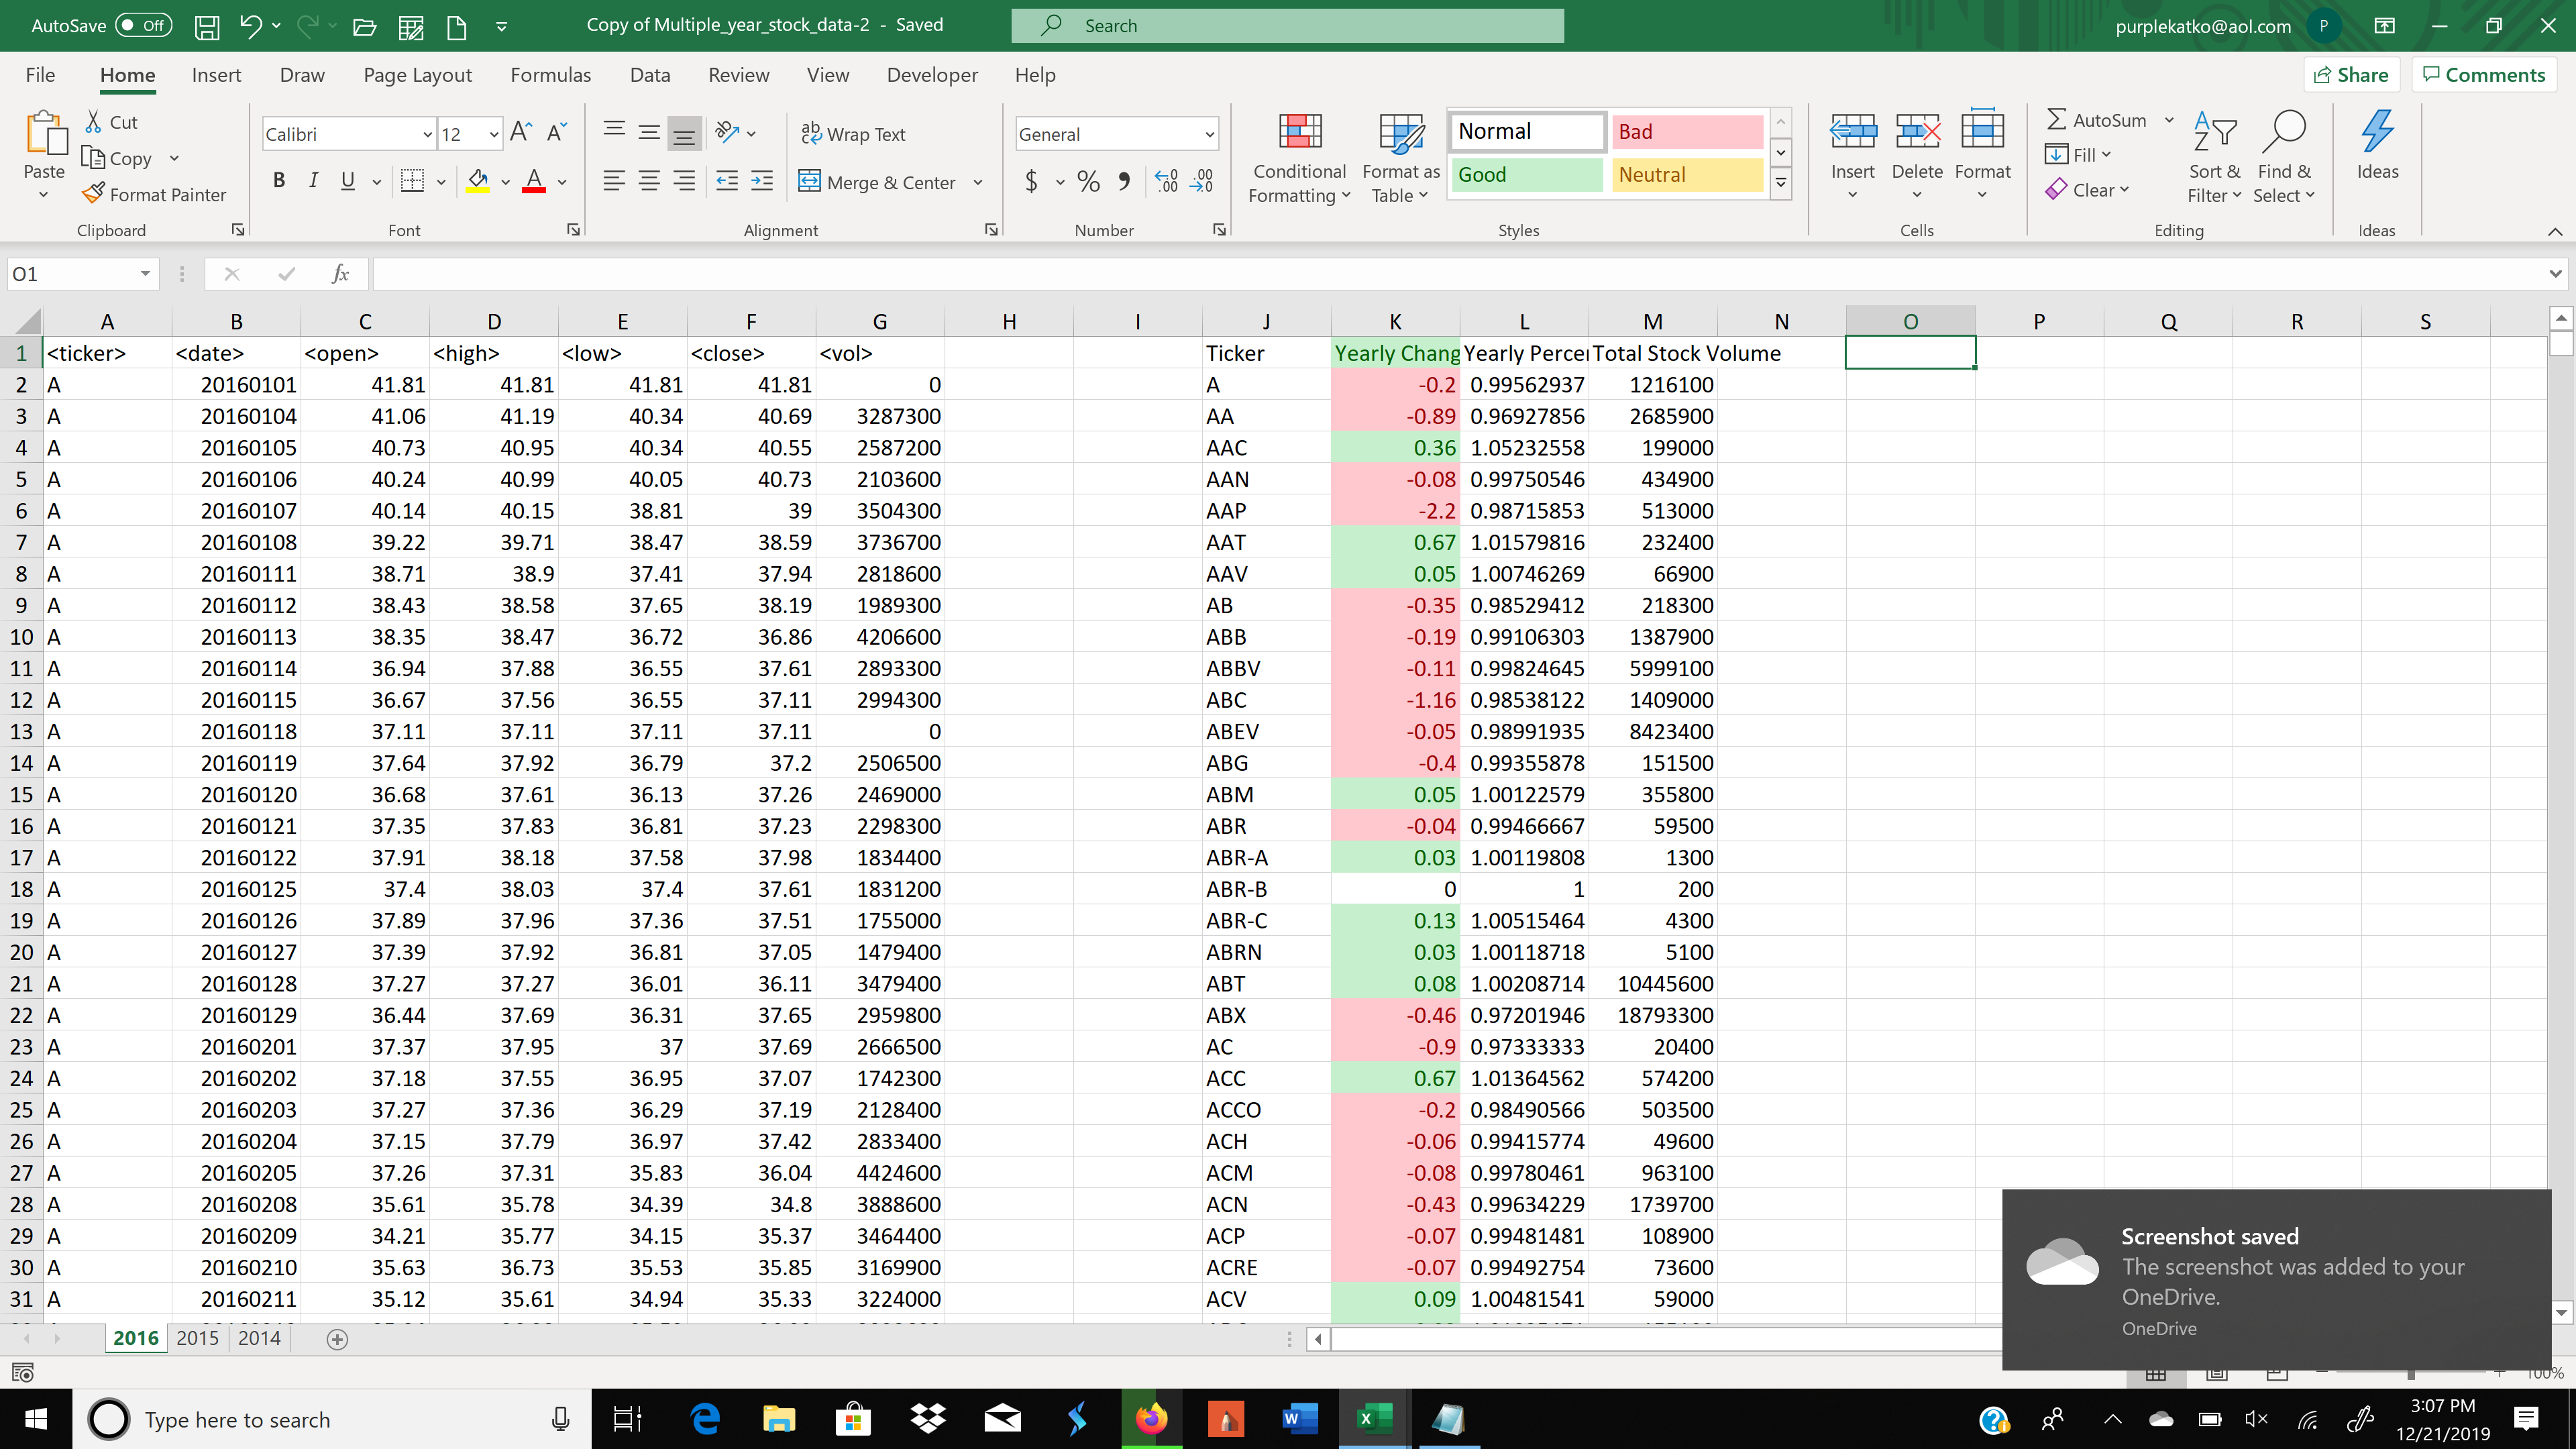 AutoSave Off Copy of Multiple_year_stock_data-2 - Saved Search purplekatko@aol.com P
File Home Insert Draw Page Layout Formulas Data Review View Developer Help Share Comments
Paste Cut Copy Format Painter Clipboard
Calibri 12 B I U A Font
ab Wrap Text Merge & Center Alignment
General $ % Number
Conditional Formatting Format as Table Normal Bad Good Neutral Styles
Insert Delete Format Cells
AutoSum Fill Clear Sort & Filter Find & Select Editing
Ideas Ideas
O1 fx
A B C D E F G H I J K L M N O P Q R S
1 <ticker> <date> <open> <high> <low> <close> <vol> Ticker Yearly Chang Yearly Percer Total Stock Volume
2 A 20160101 41.81 41.81 41.81 41.81 0 A -0.2 0.99562937 1216100
3 A 20160104 41.06 41.19 40.34 40.69 3287300 AA -0.89 0.96927856 2685900
4 A 20160105 40.73 40.95 40.34 40.55 2587200 AAC 0.36 1.05232558 199000
5 A 20160106 40.24 40.99 40.05 40.73 2103600 AAN -0.08 0.99750546 434900
6 A 20160107 40.14 40.15 38.81 39 3504300 AAP -2.2 0.98715853 513000
7 A 20160108 39.22 39.71 38.47 38.59 3736700 AAT 0.67 1.01579816 232400
8 A 20160111 38.71 38.9 37.41 37.94 2818600 AAV 0.05 1.00746269 66900
9 A 20160112 38.43 38.58 37.65 38.19 1989300 AB -0.35 0.98529412 218300
10 A 20160113 38.35 38.47 36.72 36.86 4206600 ABB -0.19 0.99106303 1387900
11 A 20160114 36.94 37.88 36.55 37.61 2893300 ABBV -0.11 0.99824645 5999100
12 A 20160115 36.67 37.56 36.55 37.11 2994300 ABC -1.16 0.98538122 1409000
13 A 20160118 37.11 37.11 37.11 37.11 0 ABEV -0.05 0.98991935 8423400
14 A 20160119 37.64 37.92 36.79 37.2 2506500 ABG -0.4 0.99355878 151500
15 A 20160120 36.68 37.61 36.13 37.26 2469000 ABM 0.05 1.00122579 355800
16 A 20160121 37.35 37.83 36.81 37.23 2298300 ABR -0.04 0.99466667 59500
17 A 20160122 37.91 38.18 37.58 37.98 1834400 ABR-A 0.03 1.00119808 1300
18 A 20160125 37.4 38.03 37.4 37.61 1831200 ABR-B 0 1 200
19 A 20160126 37.89 37.96 37.36 37.51 1755000 ABR-C 0.13 1.00515464 4300
20 A 20160127 37.39 37.92 36.81 37.05 1479400 ABRN 0.03 1.00118718 5100
21 A 20160128 37.27 37.27 36.01 36.11 3479400 ABT 0.08 1.00208714 10445600
22 A 20160129 36.44 37.69 36.31 37.65 2959800 ABX -0.46 0.97201946 18793300
23 A 20160201 37.37 37.95 37 37.69 2666500 AC -0.9 0.97333333 20400
24 A 20160202 37.18 37.55 36.95 37.07 1742300 ACC 0.67 1.01364562 574200
25 A 20160203 37.27 37.36 36.29 37.19 2128400 ACCO -0.2 0.98490566 503500
26 A 20160204 37.15 37.79 36.97 37.42 2833400 ACH -0.06 0.99415774 49600
27 A 20160205 37.26 37.31 35.83 36.04 4424600 ACM -0.08 0.99780461 963100
28 A 20160208 35.61 35.78 34.39 34.8 3888600 ACN -0.43 0.99634229 1739700
29 A 20160209 34.21 35.77 34.15 35.37 3464400 ACP -0.07 0.99481481 108900
30 A 20160210 35.63 36.73 35.53 35.85 3169900 ACRE -0.07 0.99492754 73600
31 A 20160211 35.12 35.61 34.94 35.33 3224000 ACV 0.09 1.00481541 59000
Screenshot saved
The screenshot was added to your
OneDrive.
OneDrive
2016 2015 2014
100%
Type here to search
3:07 PM
12/21/2019